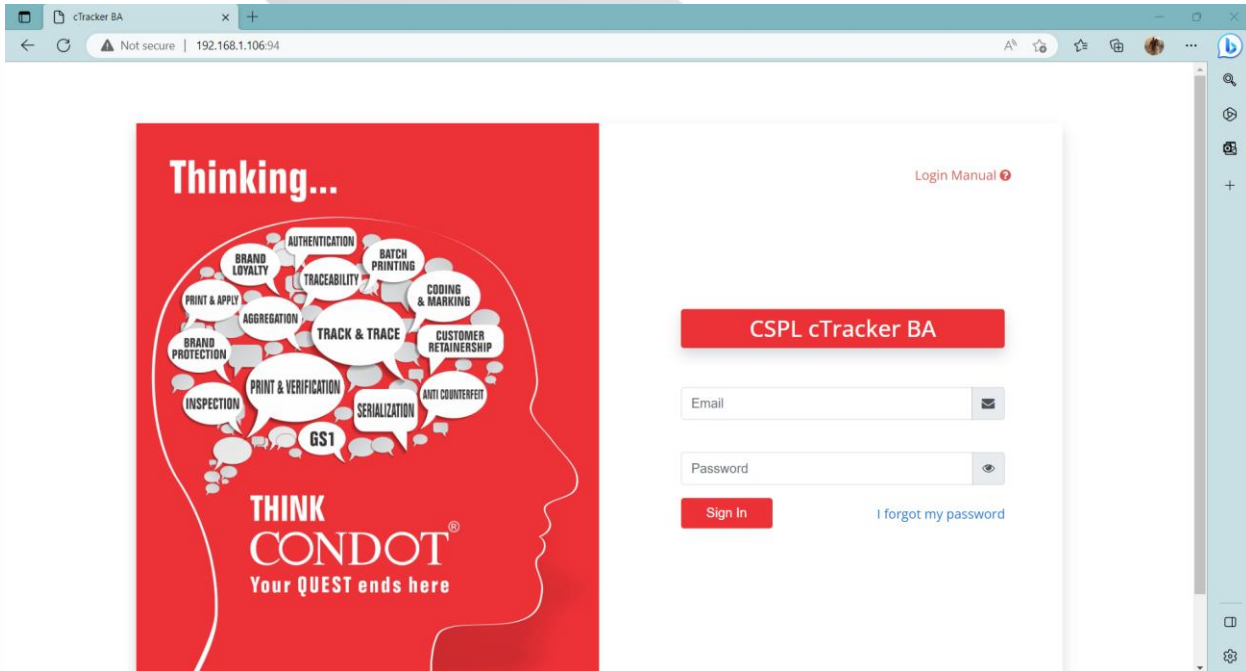 cTracker BA
Not secure | 192.168.1.106:94
Thinking...
Login Manual
AUTHENTICATION
BRAND
LOYALTY
BATCH
PRINTING
TRACEABILITY
CODING
& MARKING
PRINT & APPLY
AGGREGATION
TRACK & TRACE
CUSTOMER
RETAINERSHIP
BRAND
PROTECTION
PRINT & VERIFICATION
ANTI COUNTERFEIT
INSPECTION
SERIALIZATION
GS1
THINK
CONDOT®
Your QUEST ends here
CSPL cTracker BA
Email
Password
Sign In
I forgot my password